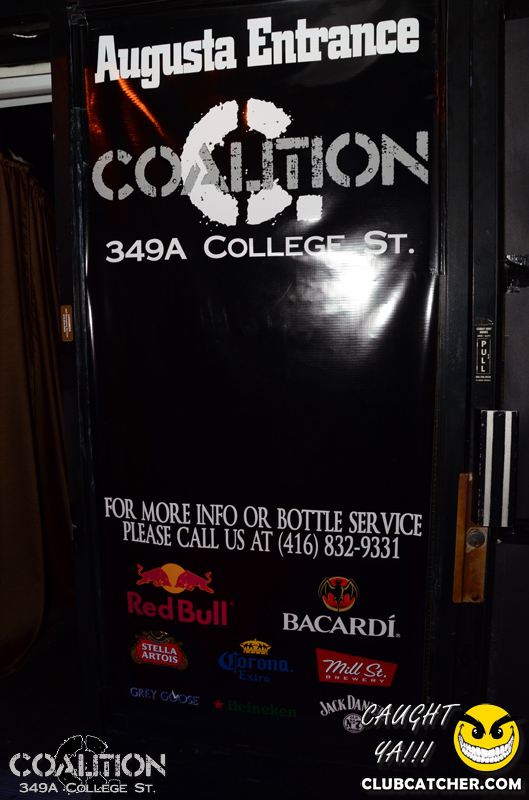 Augusta Entrance
C.
COALITION
349A COLLEGE ST.
PULL
FOR MORE INFO OR BOTTLE SERVICE
PLEASE CALL US AT (416) 832-9331
Red Bull
BACARDÍ
STELLA
ARTOIS
Corona
Extra
Mill St.
BREWERY
GREY GOOSE
Heineken
JACK DAN
CAUGHT
YA!!!
COALITION
349A COLLEGE ST.
CLUBCATCHER.COM